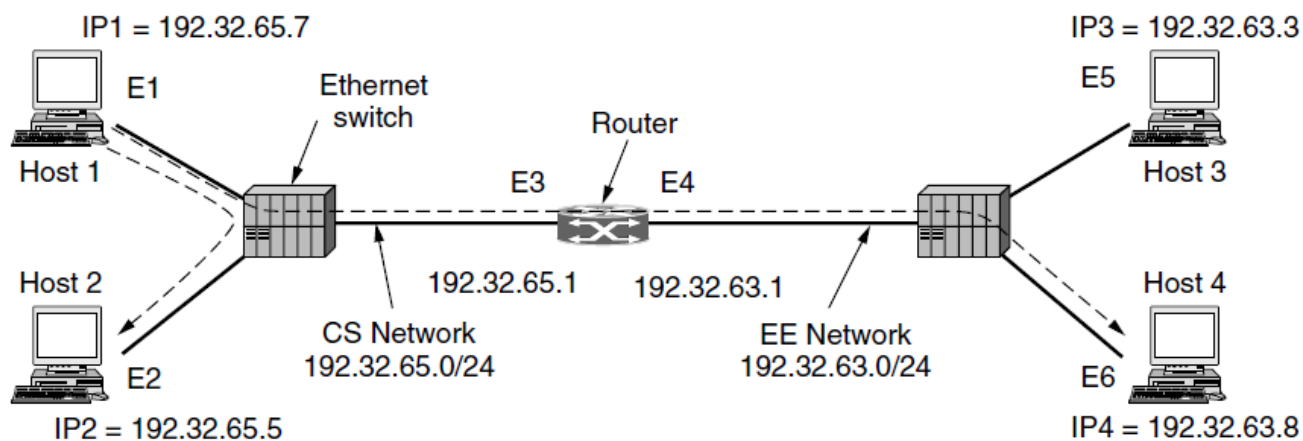 IP1 = 192.32.65.7
IP3 = 192.32.63.3
E1
Ethernet
switch
E5
Router
Host 1
Host 3
E3
E4
Host 2
192.32.65.1
192.32.63.1
Host 4
CS Network
192.32.65.0/24
EE Network
192.32.63.0/24
E2
E6
IP2 = 192.32.65.5
IP4 = 192.32.63.8